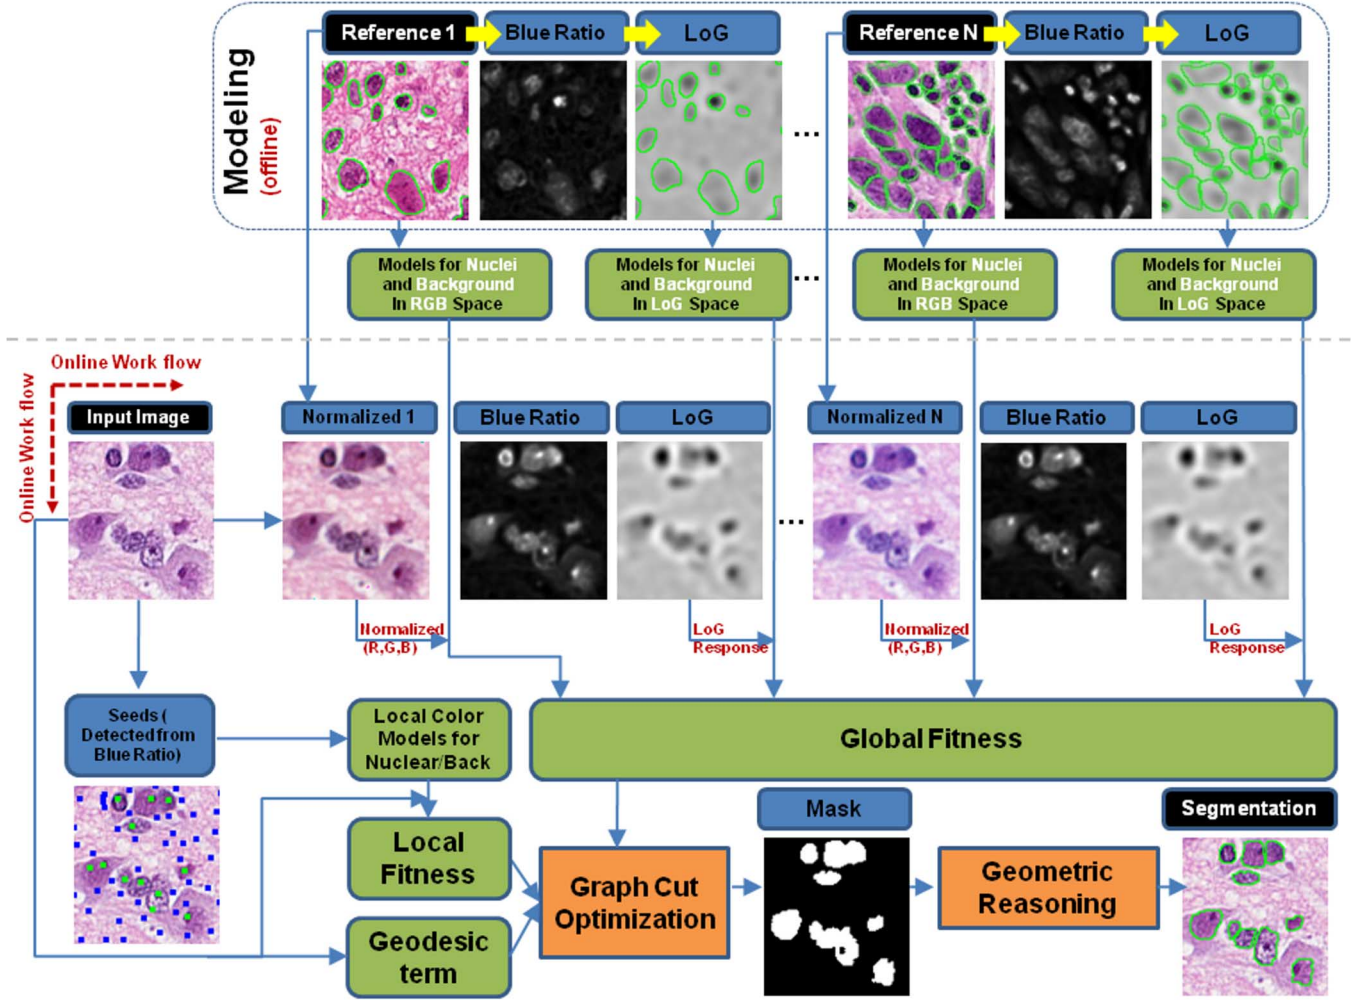 Modeling
(offline)
Reference 1
Blue Ratio
LoG
...
Reference N
Blue Ratio
LoG
Models for Nuclei
and Background
In RGB Space
Models for Nuclei
and Background
In LoG Space
...
Models for Nuclei
and Background
In RGB Space
Models for Nuclei
and Background
In LoG Space
Online Work flow
Online Work flow
Input Image
Normalized 1
Blue Ratio
LoG
...
Normalized N
Blue Ratio
LoG
Normalized
(R,G,B)
LoG
Response
Normalized
(R,G,B)
LoG
Response
Seeds (
Detected from
Blue Ratio)
Local Color
Models for
Nuclear/Back
Global Fitness
Local
Fitness
Geodesic
term
Graph Cut
Optimization
Mask
Geometric
Reasoning
Segmentation